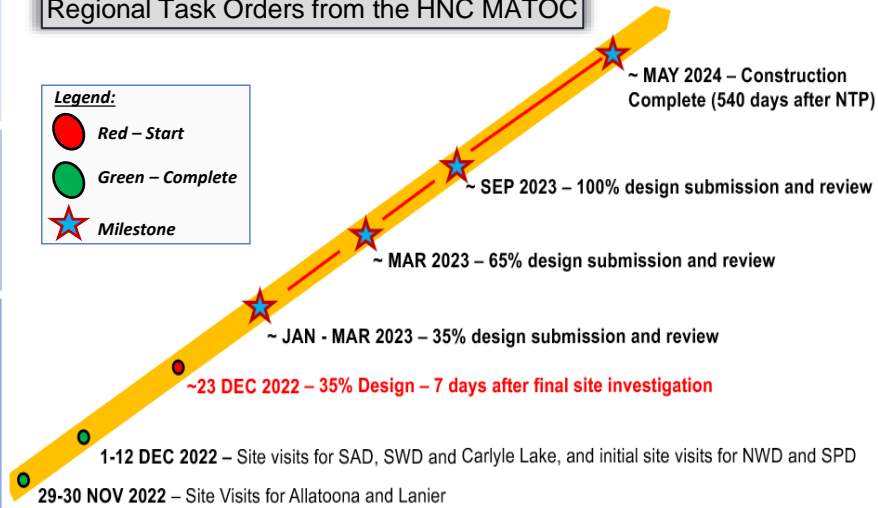 Regional Task Orders from the HNC MATOC
Legend:
Red – Start
Green – Complete
Milestone
~ MAY 2024 – Construction
Complete (540 days after NTP)
~ SEP 2023 – 100% design submission and review
~ MAR 2023 – 65% design submission and review
~ JAN - MAR 2023 – 35% design submission and review
~23 DEC 2022 – 35% Design – 7 days after final site investigation
1-12 DEC 2022 – Site visits for SAD, SWD and Carlyle Lake, and initial site visits for NWD and SPD
29-30 NOV 2022 – Site Visits for Allatoona and Lanier